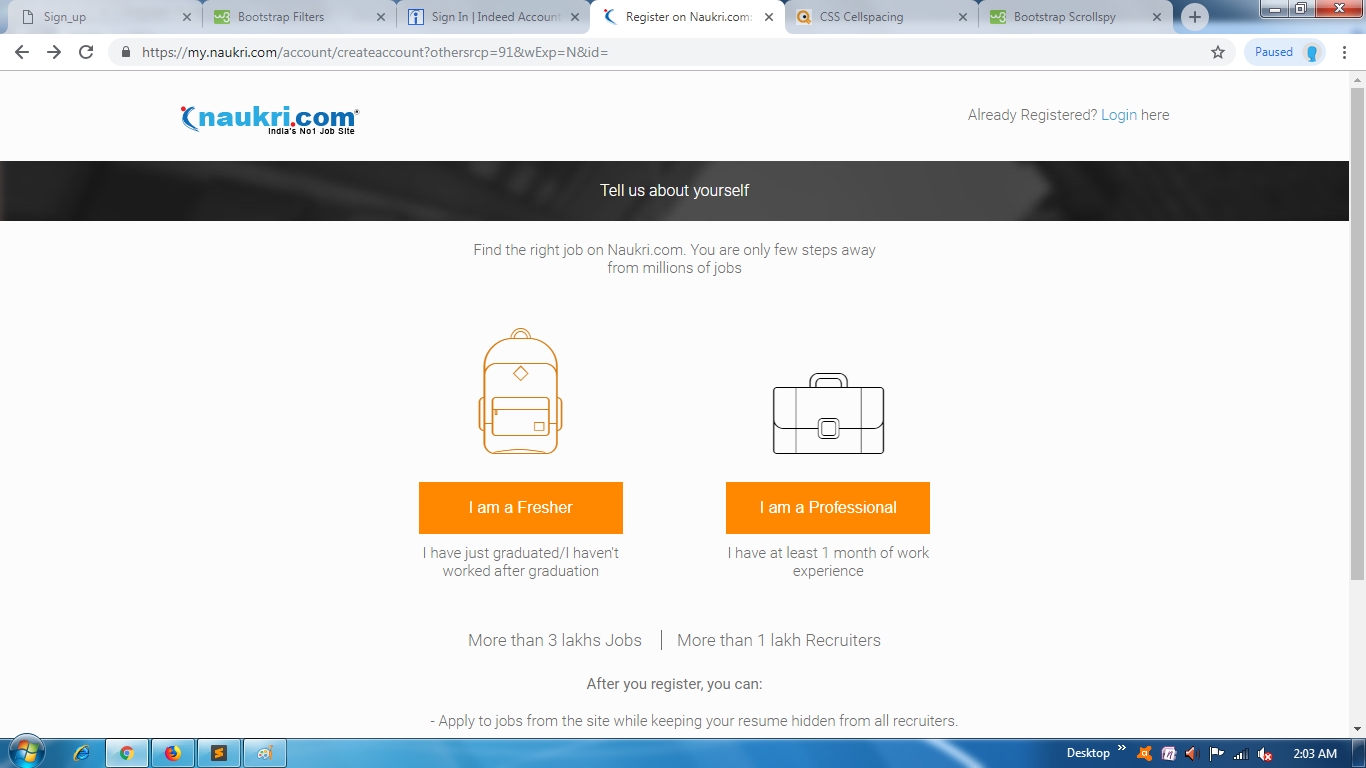 Sign_up
Bootstrap Filters
Sign In | Indeed Accoun
Register on Naukri.com:
CSS Cellspacing
Bootstrap Scrollspy
https://my.naukri.com/account/createaccount?othersrcp=91&wExp=N&id=
Paused
naukri.com
India's No1 Job Site
Already Registered? Login here
Tell us about yourself
Find the right job on Naukri.com. You are only few steps away
from millions of jobs
I am a Fresher
I am a Professional
I have just graduated/I haven't
worked after graduation
I have at least 1 month of work
experience
More than 3 lakhs Jobs | More than 1 lakh Recruiters
After you register, you can:
- Apply to jobs from the site while keeping your resume hidden from all recruiters.
Desktop
2:03 AM